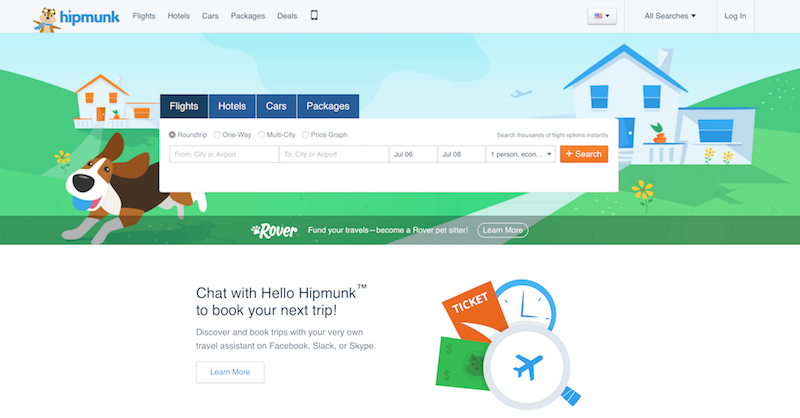 hipmunk Flights Hotels Cars Packages Deals All Searches Log In
Flights Hotels Cars Packages
Roundtrip One-Way Multi-City Price Graph Search thousands of flight options instantly
From: City or Airport To: City or Airport Jul 06 Jul 08 1 person, econ... Search
Rover Fund your travels—become a Rover pet sitter! Learn More
Chat with Hello Hipmunk™
to book your next trip!
Discover and book trips with your very own
travel assistant on Facebook, Slack, or Skype.
Learn More
TICKET
$
$